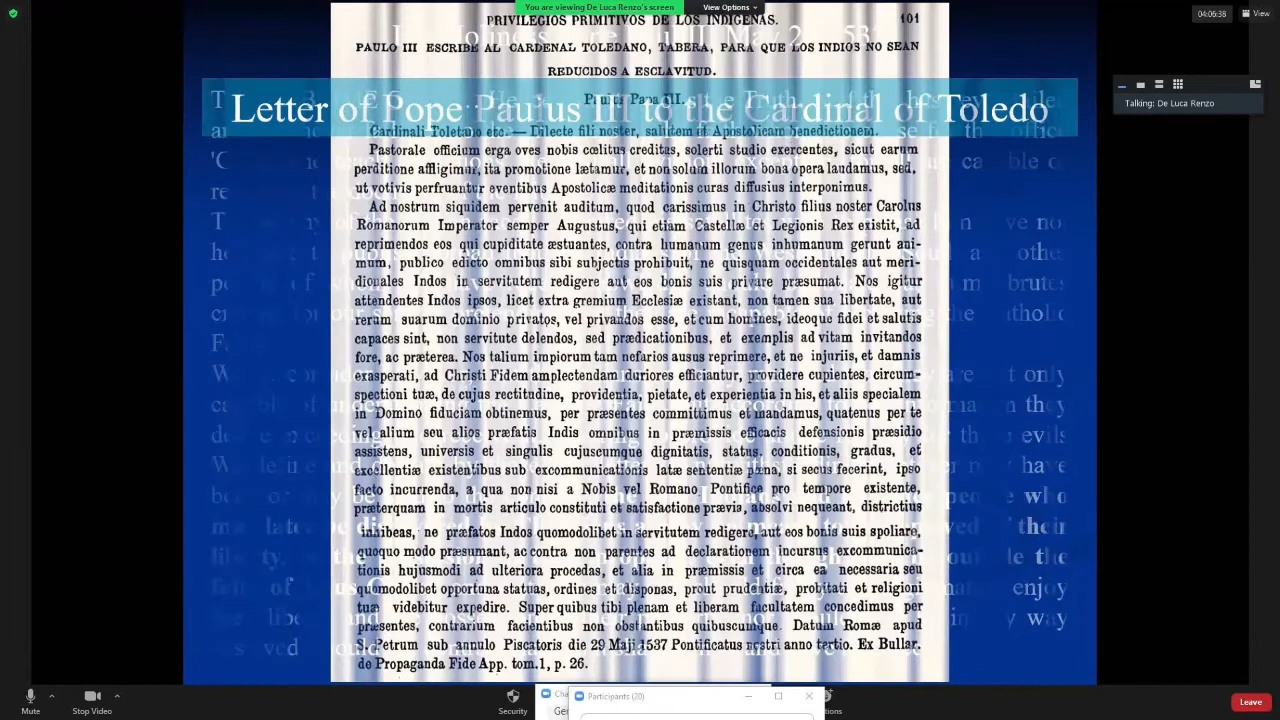 You are viewing De Luca Renzo's screen
View Options
04:06:38
View
PRIVILEGIOS PRIMITIVOS DE LOS INDIGENAS. 101
PAULO III ESCRIBE AL CARDENAL TOLEDANO, TABERA, PARA QUE LOS INDIOS NO SEAN
REDUCIDOS A ESCLAVITUD.
Paulus Papa III.
Letter of Pope Paulus III to the Cardinal of Toledo
Talking: De Luca Renzo
Cardinali Toletano etc. — Dilecte fili noster, salutem et Apostolicam benedictionem.
Pastorale officium erga oves nobis cœlitus creditas, solerti studio exercentes, sicut earum
perditione affligimur, ita promotione lætamur, et non solum illorum bona opera laudamus, sed,
ut votivis perfruantur eventibus Apostolicæ meditationis curas diffusius interponimus.
Ad nostrum siquidem pervenit auditum, quod carissimus in Christo filius noster Carolus
Romanorum Imperator semper Augustus, qui etiam Castellæ et Legionis Rex existit, ad
reprimendos eos qui cupiditate æstuantes, contra humanum genus inhumanum gerunt ani-
mum, publico edicto omnibus sibi subjectis prohibuit, ne quisquam occidentales aut meri-
dionales Indos in servitutem redigere aut eos bonis suis privare præsumat. Nos igitur
attendentes Indos ipsos, licet extra gremium Ecclesiæ existant, non tamen sua libertate, aut
rerum suarum dominio privatos, vel privandos esse, et cum homines, ideoque fidei et salutis
capaces sint, non servitute delendos, sed prædicationibus, et exemplis ad vitam invitandos
fore, ac præterea. Nos talium impiorum tam nefarios ausus reprimere, et ne injuriis, et damnis
exasperati, ad Christi Fidem amplectendam duriores efficiantur, providere cupientes, circum-
spectioni tuæ, de cujus rectitudine, providentia, pietate, et experientia in his, et aliis specialem
in Domino fiduciam obtinemus, per præsentes committimus et mandamus, quatenus per te
vel alium seu alios præfatis Indis omnibus in præmissis efficacis defensionis præsidio
assistens, universis et singulis cujuscumque dignitatis, status, conditionis, gradus, et
excellentiæ existentibus sub excommunicationis latæ sententiæ pœna, si secus fecerint, ipso
facto incurrenda, a qua non nisi a Nobis vel Romano Pontifice pro tempore existente,
præterquam in mortis articulo constituti et satisfactione prævia, absolvi nequeant, districtius
inhibeas, ne præfatos Indos quomodolibet in servitutem redigere, aut eos bonis suis spoliare,
quoquo modo præsumant, ac contra non parentes ad declarationem incursus excommunica-
tionis hujusmodi ad ulteriora procedas, et alia in præmissis et circa ea necessaria seu
quomodolibet opportuna statuas, ordines et disponas, prout prudentiæ, probitati et religioni
tuæ videbitur expedire. Super quibus tibi plenam et liberam facultatem concedimus per
præsentes, contrarium facientibus non obstantibus quibuscumque. Datum Romæ apud
S. Petrum sub annulo Piscatoris die 29 Maji 1537 Pontificatus nostri anno tertio. Ex Bullar.
de Propaganda Fide App. tom.1, p. 26.
Mute
Stop Video
Security
Participants (20)
Leave